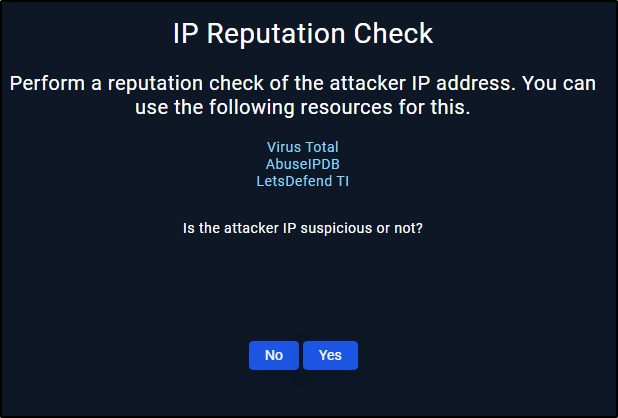 IP Reputation Check
Perform a reputation check of the attacker IP address. You can
use the following resources for this.
Virus Total
AbuseIPDB
LetsDefend TI
Is the attacker IP suspicious or not?
No Yes